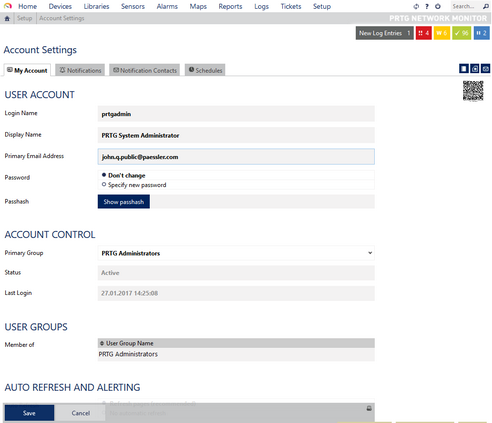 Home Devices Libraries Sensors Alarms Maps Reports Logs Tickets Setup Search...
Setup Account Settings PRTG NETWORK MONITOR
New Log Entries 1 !! 4 W 6 ✓ 96 II 2
Account Settings
My Account Notifications Notification Contacts Schedules
USER ACCOUNT
Login Name prtgadmin
Display Name PRTG System Administrator
Primary Email Address john.q.public@paessler.com
Password Don't change
Specify new password
Passhash Show passhash
ACCOUNT CONTROL
Primary Group PRTG Administrators
Status Active
Last Login 27.01.2017 14:25:08
USER GROUPS
Member of User Group Name
PRTG Administrators
AUTO REFRESH AND ALERTING
Save Cancel